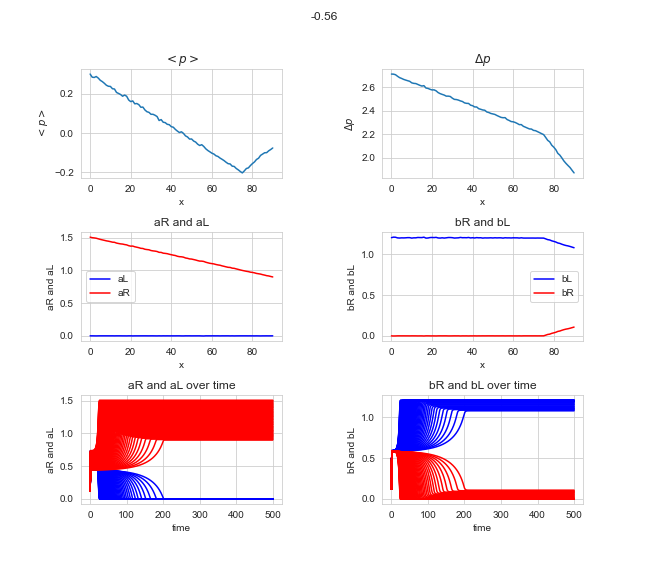 -0.56
< p >
Δp
0.2
0.0
−0.2
< p >
0 20 40 60 80
x
2.6
2.4
2.2
2.0
Δp
0 20 40 60 80
x
aR and aL
bR and bL
1.5
1.0
0.5
0.0
aR and aL
aL
aR
0 20 40 60 80
x
1.0
0.5
0.0
bR and bL
bL
bR
0 20 40 60 80
x
aR and aL over time
bR and bL over time
1.5
1.0
0.5
0.0
aR and aL
0 100 200 300 400 500
time
1.0
0.5
0.0
bR and bL
0 100 200 300 400 500
time